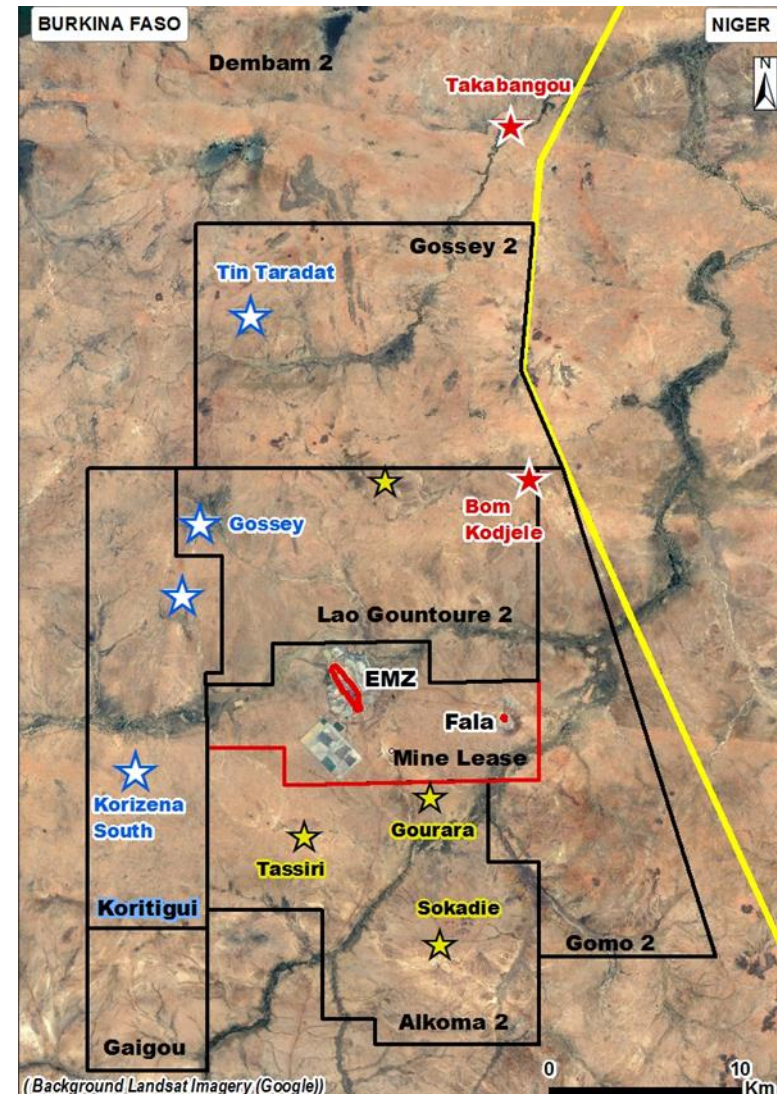 BURKINA FASO
NIGER
Dembam 2
N
Takabangou
Gossey 2
Tin Taradat
Bom
Kodjele
Gossey
Lao Gountoure 2
EMZ
Fala
Mine Lease
Korizena
South
Gourara
Tassiri
Koritigui
Sokadie
Gomo 2
Alkoma 2
Gaigou
0 10
Km
( Background Landsat Imagery (Google))